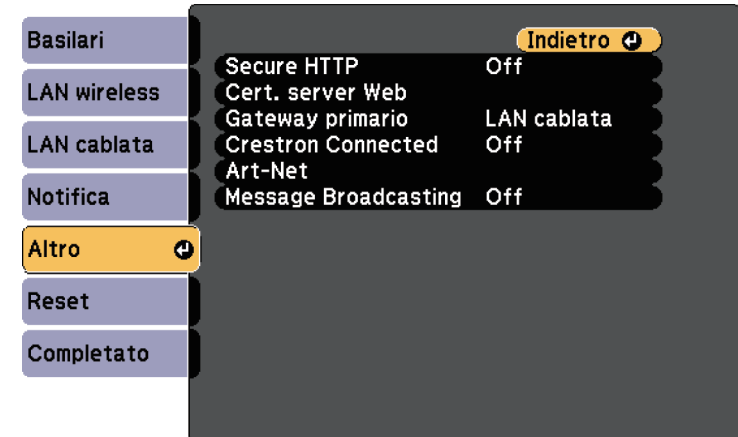 Basilari
LAN wireless
LAN cablata
Notifica
Altro
Reset
Completato
Indietro
Secure HTTP Off
Cert. server Web
Gateway primario LAN cablata
Crestron Connected Off
Art-Net
Message Broadcasting Off